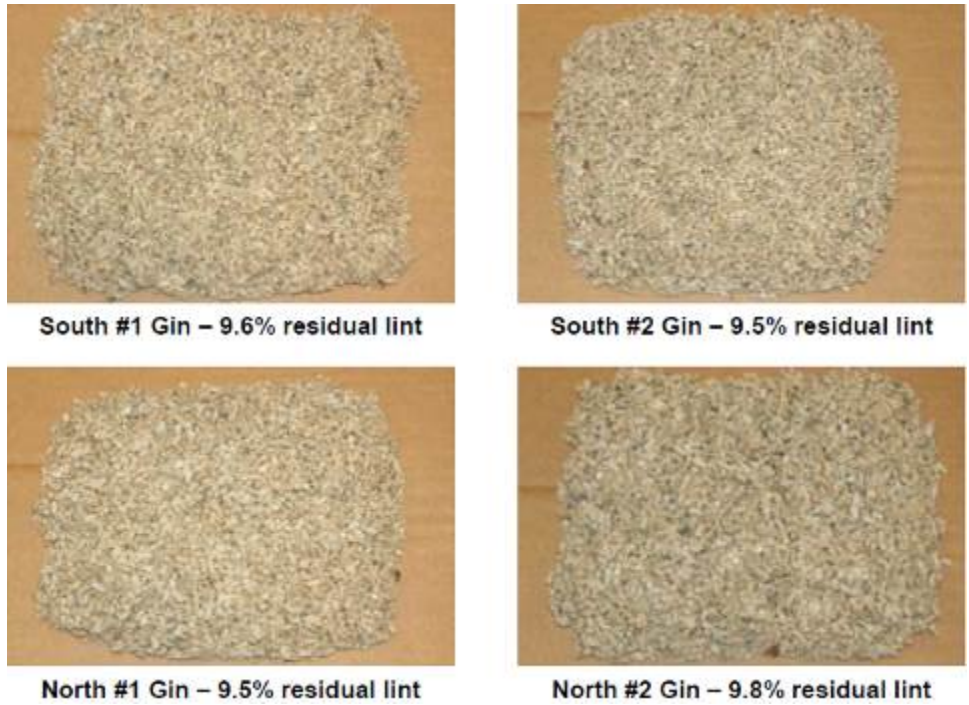 South #1 Gin – 9.6% residual lint
South #2 Gin – 9.5% residual lint
North #1 Gin – 9.5% residual lint
North #2 Gin – 9.8% residual lint